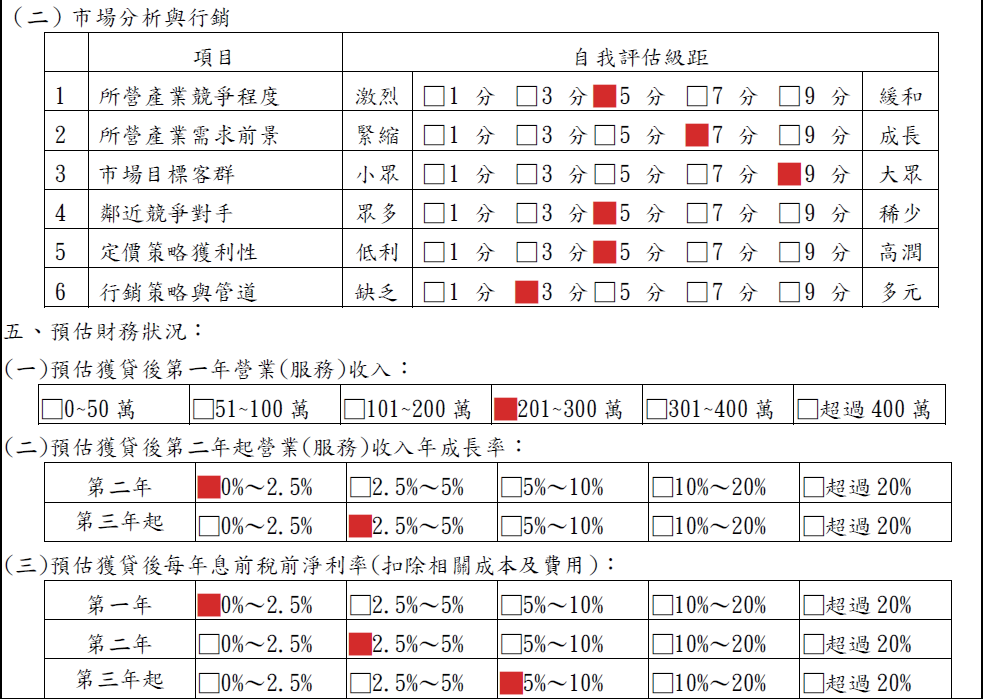 (二)市場分析與行銷
項目 自我評估級距
1 所營產業競爭程度 激烈 □1 分 □3 分 ■5 分 □7 分 □9 分 緩和
2 所營產業需求前景 緊縮 □1 分 □3 分 □5 分 ■7 分 □9 分 成長
3 市場目標客群 小眾 □1 分 □3 分 □5 分 □7 分 ■9 分 大眾
4 鄰近競爭對手 眾多 □1 分 □3 分 ■5 分 □7 分 □9 分 稀少
5 定價策略獲利性 低利 □1 分 □3 分 ■5 分 □7 分 □9 分 高潤
6 行銷策略與管道 缺乏 □1 分 ■3 分 □5 分 □7 分 □9 分 多元
五、預估財務狀況：
(一)預估獲貸後第一年營業(服務)收入：
□0~50 萬 □51~100 萬 □101~200 萬 ■201~300 萬 □301~400 萬 □超過 400 萬
(二)預估獲貸後第二年起營業(服務)收入年成長率：
第二年 ■0%～2.5% □2.5%～5% □5%～10% □10%～20% □超過 20%
第三年起 □0%～2.5% ■2.5%～5% □5%～10% □10%～20% □超過 20%
(三)預估獲貸後每年息前稅前淨利率(扣除相關成本及費用)：
第一年 ■0%～2.5% □2.5%～5% □5%～10% □10%～20% □超過 20%
第二年 □0%～2.5% ■2.5%～5% □5%～10% □10%～20% □超過 20%
第三年起 □0%～2.5% □2.5%～5% ■5%～10% □10%～20% □超過 20%